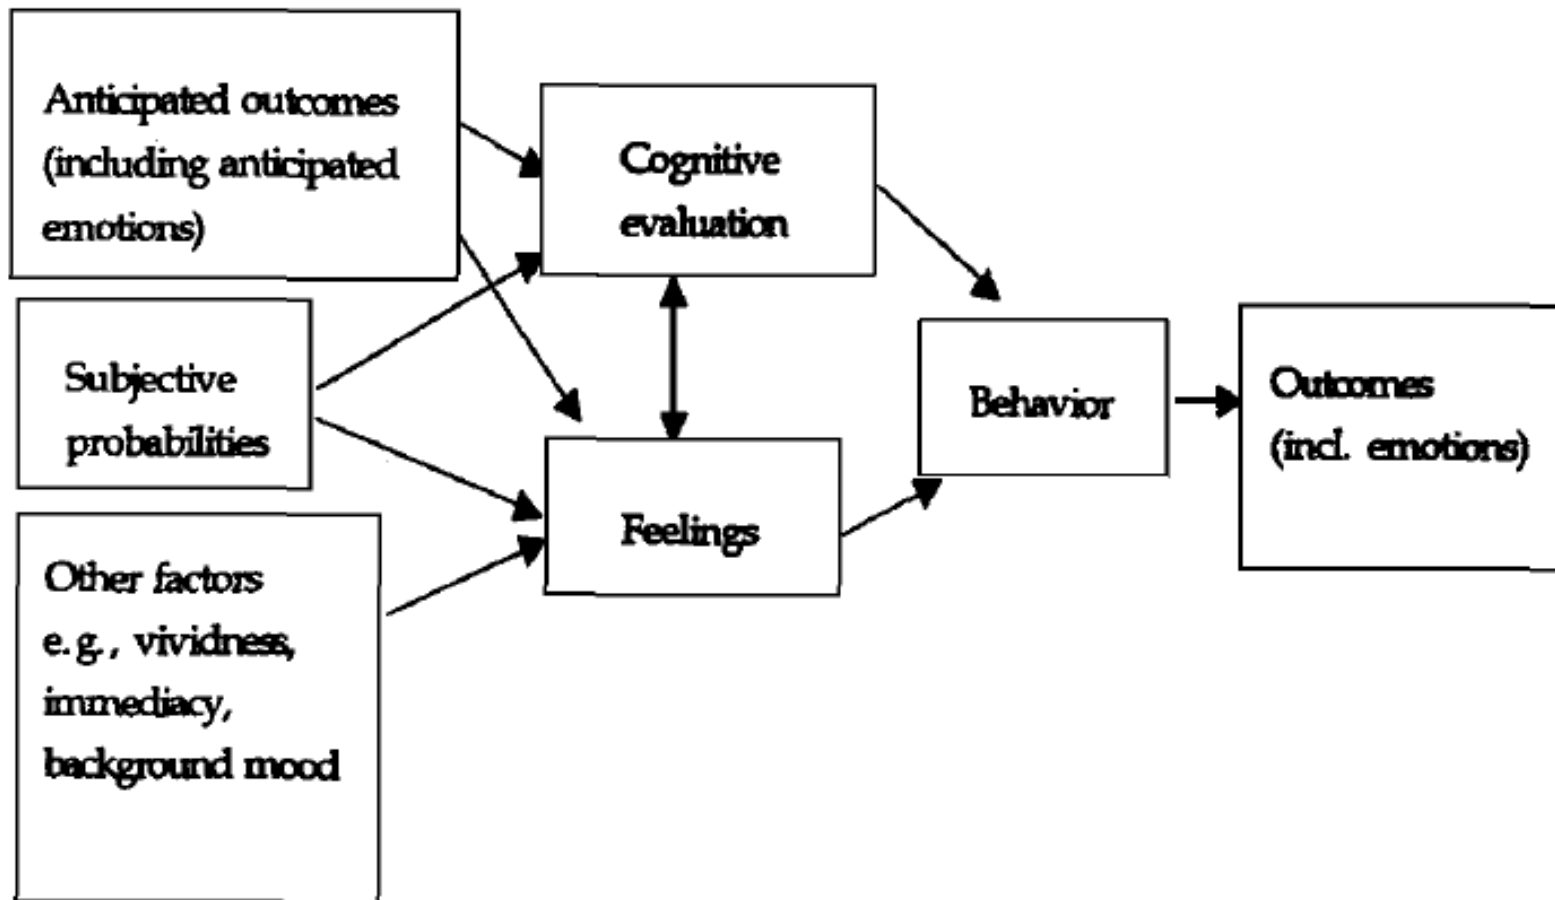 Anticipated outcomes
(including anticipated
emotions)
Cognitive
evaluation
Subjective
probabilities
Feelings
Behavior
Outcomes
(incl. emotions)
Other factors
e.g., vividness,
immediacy,
background mood